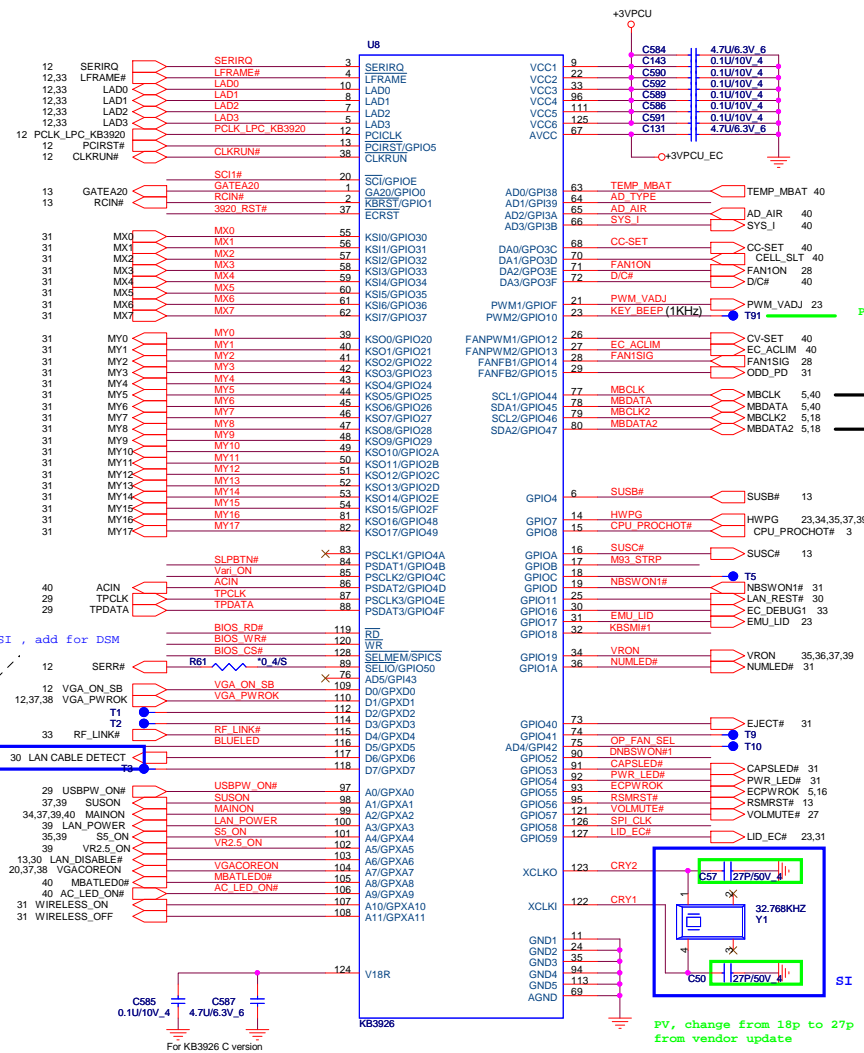 +3VPCU
U8
12 SERIRQ SERIRQ 3 SERIRQ
12,33 LFRAME# LFRAME# 4 LFRAME
12,33 LAD0 LAD0 10 LAD0
12,33 LAD1 LAD1 8 LAD1
12,33 LAD2 LAD2 7 LAD2
12,33 LAD3 LAD3 5 LAD3
12 PCLK_LPC_KB3920 PCLK_LPC_KB3920 12 PCICLK
12 PCIRST# 13 PCIRST/GPIO5
12 CLKRUN# CLKRUN# 38 CLKRUN
SCI1# 20 SCI/GPIOE
13 GATEA20 GATEA20 1 GA20/GPIO0
13 RCIN# RCIN# 2 KBRST/GPIO1
3920_RST# 37 ECRST
31 MX0 MX0 55 KSI0/GPIO30
31 MX1 MX1 56 KSI1/GPIO31
31 MX2 MX2 57 KSI2/GPIO32
31 MX3 MX3 58 KSI3/GPIO33
31 MX4 MX4 59 KSI4/GPIO34
31 MX5 MX5 60 KSI5/GPIO35
31 MX6 MX6 61 KSI6/GPIO36
31 MX7 MX7 62 KSI7/GPIO37
31 MY0 MY0 39 KSO0/GPIO20
31 MY1 MY1 40 KSO1/GPIO21
31 MY2 MY2 41 KSO2/GPIO22
31 MY3 MY3 42 KSO3/GPIO23
31 MY4 MY4 43 KSO4/GPIO24
31 MY5 MY5 44 KSO5/GPIO25
31 MY6 MY6 45 KSO6/GPIO26
31 MY7 MY7 46 KSO7/GPIO27
31 MY8 MY8 47 KSO8/GPIO28
31 MY9 MY9 48 KSO9/GPIO29
31 MY10 MY10 49 KSO10/GPIO2A
31 MY11 MY11 50 KSO11/GPIO2B
31 MY12 MY12 51 KSO12/GPIO2C
31 MY13 MY13 52 KSO13/GPIO2D
31 MY14 MY14 53 KSO14/GPIO2E
31 MY15 MY15 54 KSO15/GPIO2F
31 MY16 MY16 81 KSO16/GPIO48
31 MY17 MY17 82 KSO17/GPIO49
83 PSCLK1/GPIO4A
SLPBTN# 84 PSDAT1/GPIO4B
Vari_ON 85 PSCLK2/GPIO4C
40 ACIN ACIN 86 PSDAT2/GPIO4D
29 TPCLK TPCLK 87 PSCLK3/GPIO4E
29 TPDATA TPDATA 88 PSDAT3/GPIO4F
SI , add for DSM
BIOS_RD# 119 RD
BIOS_WR# 120 WR
BIOS_CS# 128 SELMEM/SPICS
12 SERR# R61 *0_4/S 89 SELIO/GPIO50
76 AD5/GPI43
12 VGA_ON_SB VGA_ON_SB 109 D0/GPXD0
12,37,38 VGA_PWROK VGA_PWROK 110 D1/GPXD1
T1 112 D2/GPXD2
T2 114 D3/GPXD3
33 RF_LINK# RF_LINK# 115 D4/GPXD4
BLUELED 116 D5/GPXD5
30 LAN CABLE DETECT 117 D6/GPXD6
T3 118 D7/GPXD7
29 USBPW_ON# USBPW_ON# 97 A0/GPXA0
37,39 SUSON SUSON 98 A1/GPXA1
34,37,39,40 MAINON MAINON 99 A2/GPXA2
39 LAN_POWER LAN_POWER 100 A3/GPXA3
35,39 S5_ON S5_ON 101 A4/GPXA4
39 VR2.5_ON VR2.5_ON 102 A5/GPXA5
13,30 LAN_DISABLE# 103 A6/GPXA6
20,37,38 VGACOREON VGACOREON 104 A7/GPXA7
40 MBATLED0# MBATLED0# 105 A8/GPXA8
40 AC_LED_ON# AC_LED_ON# 106 A9/GPXA9
31 WIRELESS_ON 107 A10/GPXA10
31 WIRELESS_OFF 108 A11/GPXA11
124 V18R
C585
0.1U/10V_4
C587
4.7U/6.3V_6
For KB3926 C version
KB3926
VCC1 9 C584 4.7U/6.3V_6
VCC2 22 C143 0.1U/10V_4
VCC3 33 C590 0.1U/10V_4
VCC4 96 C592 0.1U/10V_4
VCC5 111 C589 0.1U/10V_4
VCC6 125 C586 0.1U/10V_4
C591 0.1U/10V_4
AVCC 67 C131 4.7U/6.3V_6
+3VPCU_EC
AD0/GPI38 63 TEMP_MBAT TEMP_MBAT 40
AD1/GPI39 64 AD_TYPE
AD2/GPI3A 65 AD_AIR AD_AIR 40
AD3/GPI3B 66 SYS_I SYS_I 40
DA0/GPO3C 68 CC-SET CC-SET 40
DA1/GPO3D 70 CELL_SLT 40
DA2/GPO3E 71 FAN1ON FAN1ON 28
DA3/GPO3F 72 D/C# D/C# 40
PWM1/GPIOF 21 PWM_VADJ PWM_VADJ 23
PWM2/GPIO10 23 KEY_BEEP (1KHz) T91
P
FANPWM1/GPIO12 26 CV-SET 40
FANPWM2/GPIO13 27 EC_ACLIM EC_ACLIM 40
FANFB1/GPIO14 28 FAN1SIG FAN1SIG 28
FANFB2/GPIO15 29 ODD_PD 31
SCL1/GPIO44 77 MBCLK MBCLK 5,40
SDA1/GPIO45 78 MBDATA MBDATA 5,40
SCL2/GPIO46 79 MBCLK2 MBCLK2 5,18
SDA2/GPIO47 80 MBDATA2 MBDATA2 5,18
GPIO4 6 SUSB# SUSB# 13
GPIO7 14 HWPG HWPG 23,34,35,37,39
GPIO8 15 CPU_PROCHOT# CPU_PROCHOT# 3
GPIOA 16 SUSC# SUSC# 13
GPIOB 17 M93_STRP
GPIOC 18 T5
GPIOD 19 NBSWON1# NBSWON1# 31
GPIO11 25 LAN_REST# 30
GPIO16 30 EC_DEBUG1 33
GPIO17 31 EMU_LID EMU_LID 23
GPIO18 32 KBSMI#1
GPIO19 34 VRON VRON 35,36,37,39
GPIO1A 36 NUMLED# NUMLED# 31
GPIO40 73 EJECT# 31
GPIO41 74 T9
AD4/GPI42 75 OP_FAN_SEL T10
GPIO52 90 DNBSWON#1
GPIO53 91 CAPSLED# CAPSLED# 31
GPIO54 92 PWR_LED# PWR_LED# 31
GPIO55 93 ECPWROK ECPWROK 5,16
GPIO56 95 RSMRST# RSMRST# 13
GPIO57 121 VOLMUTE# VOLMUTE# 27
GPIO58 126 SPI_CLK
GPIO59 127 LID_EC# LID_EC# 23,31
XCLKO 123 CRY2
XCLKI 122 CRY1
C57 27P/50V_4
1 2
32.768KHZ
Y1
4 3
C50 27P/50V_4
SI
GND1 11
GND2 24
GND3 35
GND4 94
GND5 113
AGND 69
PV, change from 18p to 27p
from vendor update